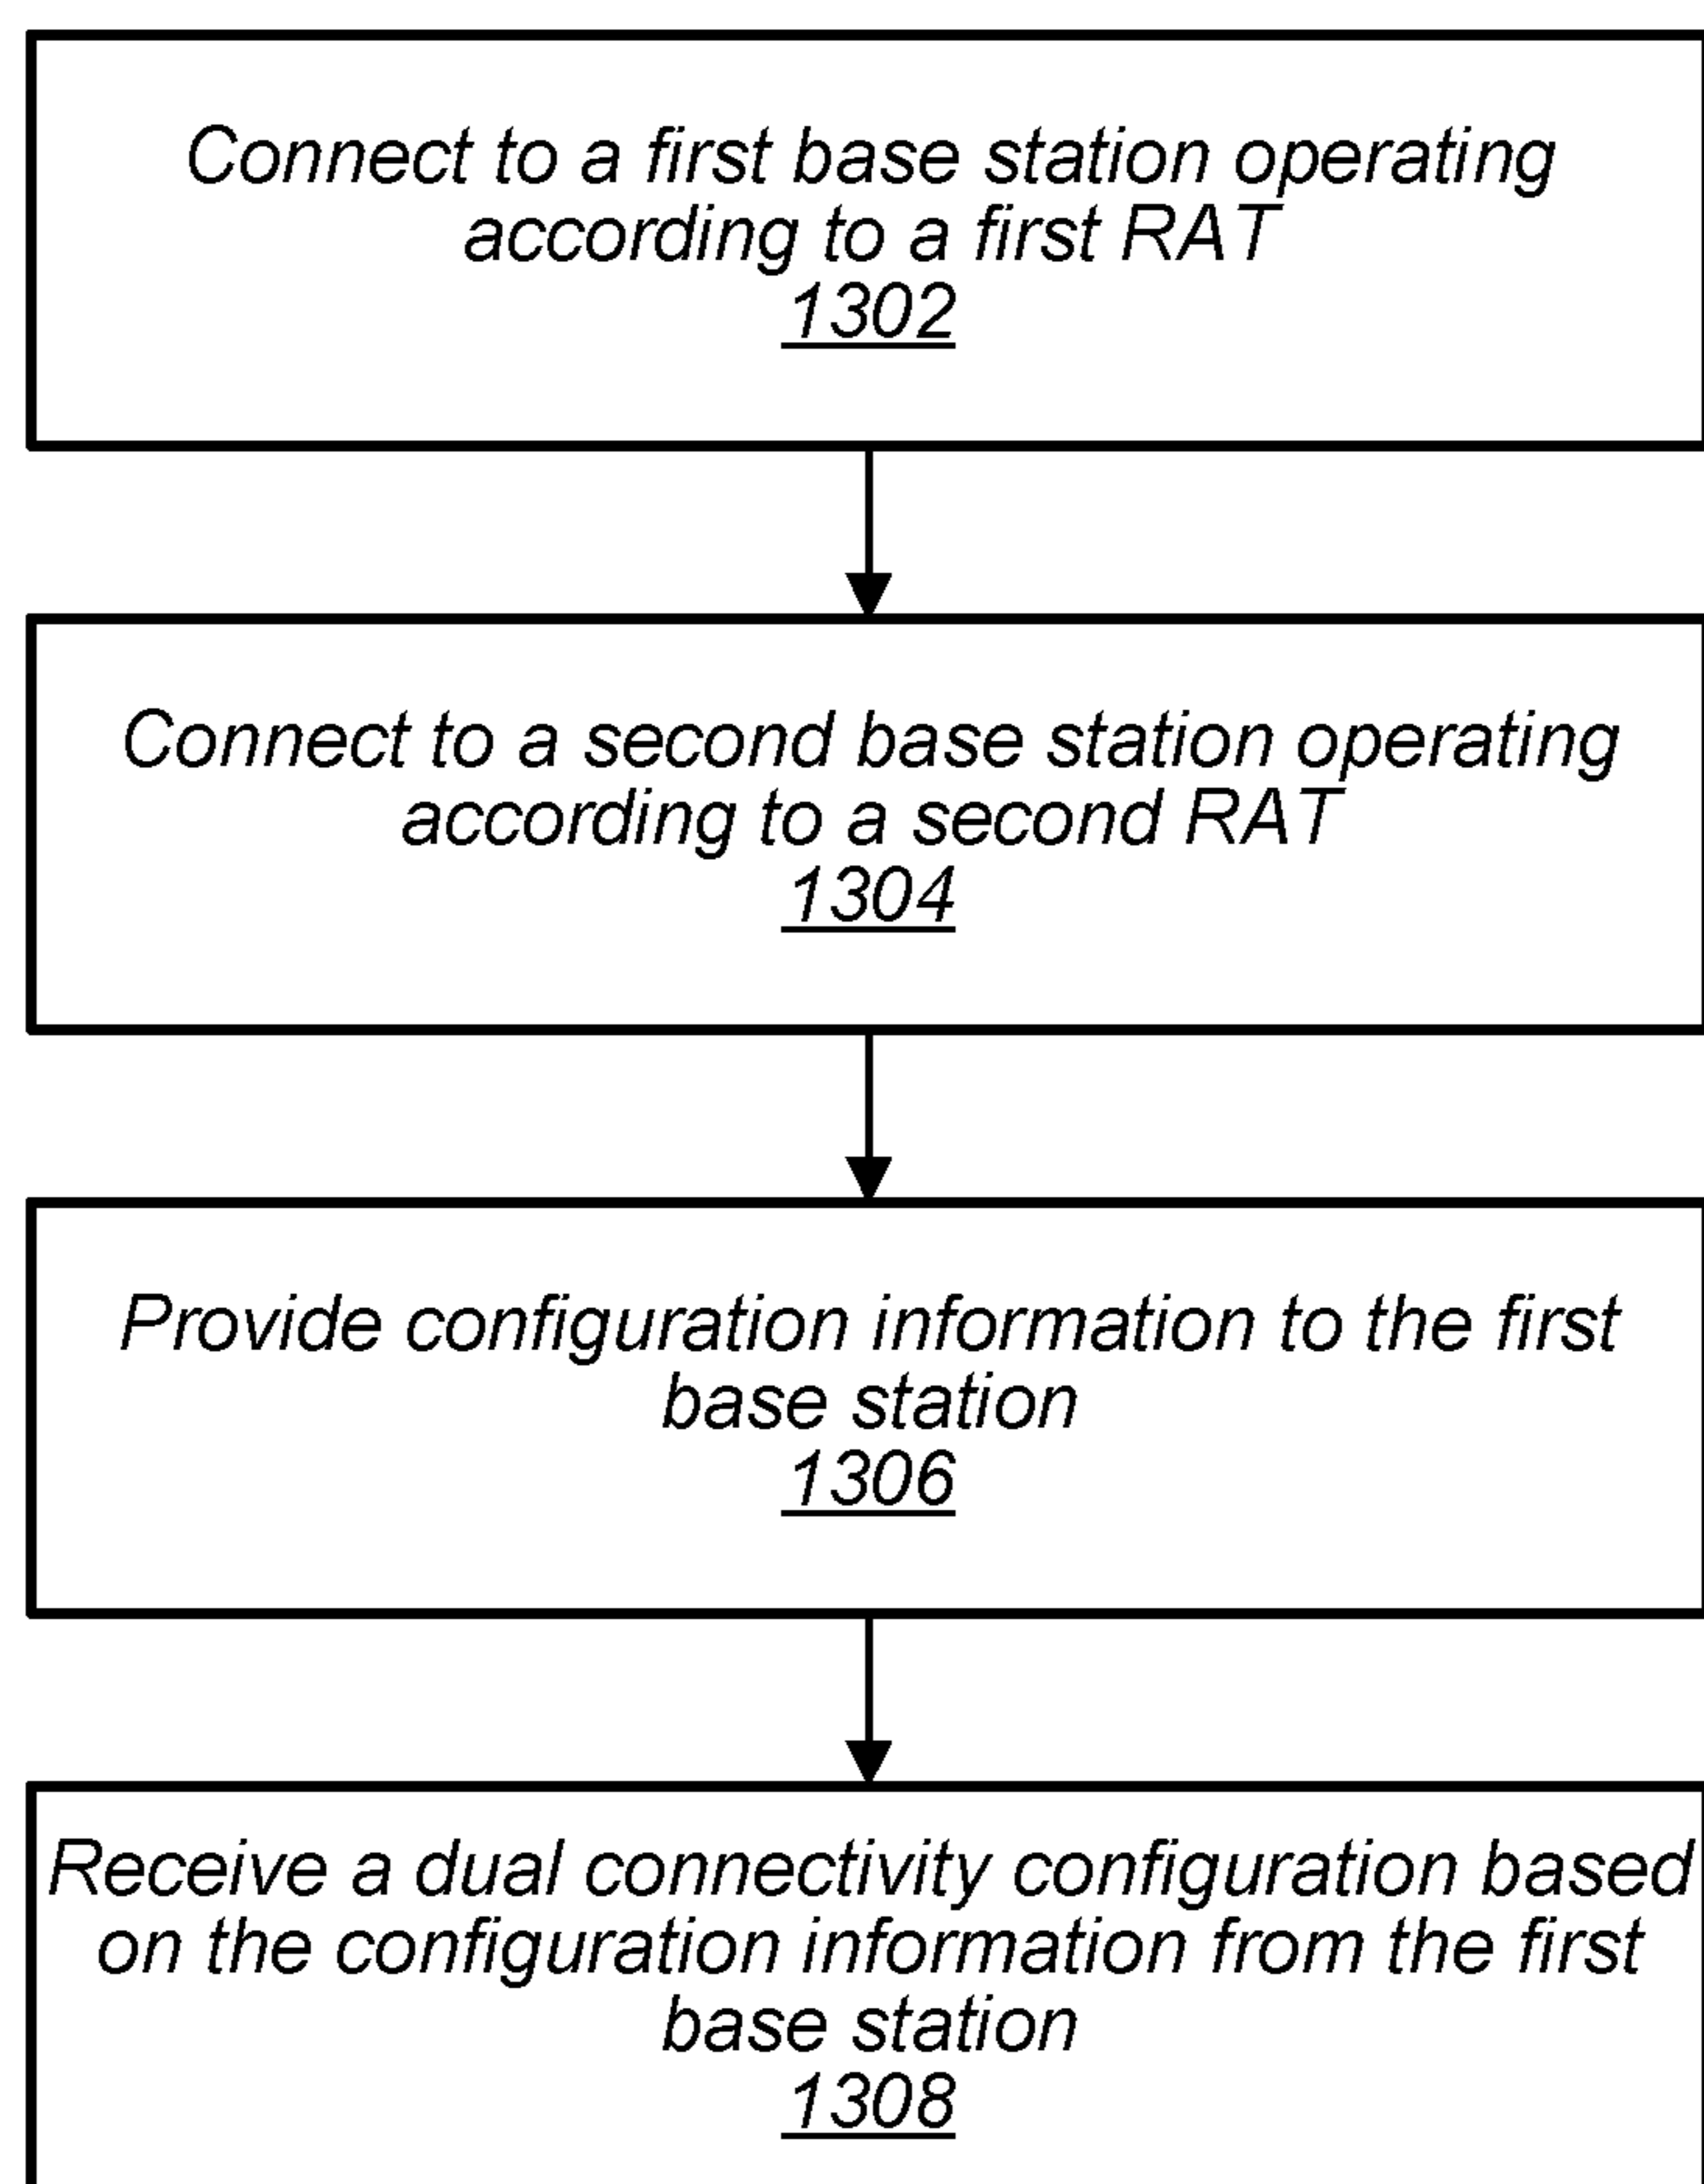 Connect to a first base station operating
according to a first RAT
1302
Connect to a second base station operating
according to a second RAT
1304
Provide configuration information to the first
base station
1306
Receive a dual connectivity configuration based
on the configuration information from the first
base station
1308